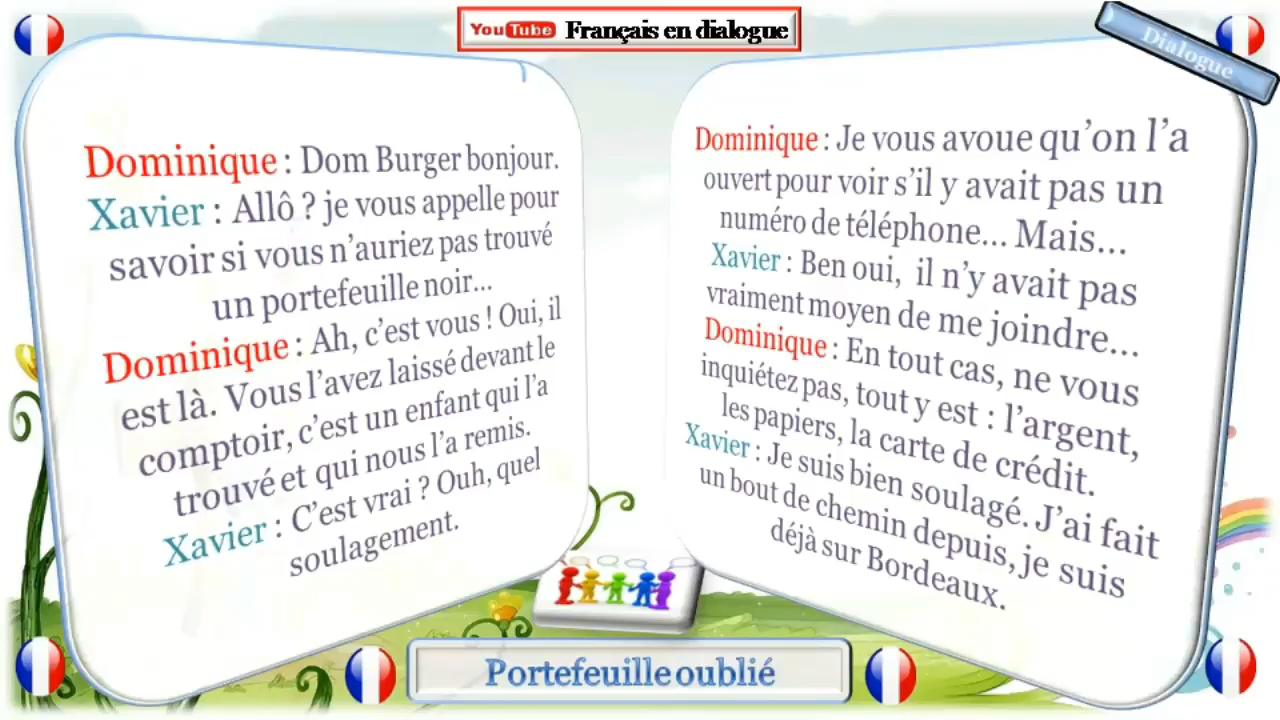 YouTube Français en dialogue
Dialogue
Dominique : Dom Burger bonjour.
Xavier : Allô ? je vous appelle pour
savoir si vous n’auriez pas trouvé
un portefeuille noir...
Dominique : Ah, c’est vous ! Oui, il
est là. Vous l’avez laissé devant le
comptoir, c’est un enfant qui l’a
trouvé et qui nous l’a remis.
Xavier : C’est vrai ? Ouh, quel
soulagement.
Dominique : Je vous avoue qu’on l’a
ouvert pour voir s’il y avait pas un
numéro de téléphone... Mais...
Xavier : Ben oui, il n’y avait pas
vraiment moyen de me joindre...
Dominique : En tout cas, ne vous
inquiétez pas, tout y est : l’argent,
les papiers, la carte de crédit.
Xavier : Je suis bien soulagé. J’ai fait
un bout de chemin depuis, je suis
déjà sur Bordeaux.
Portefeuille oublié